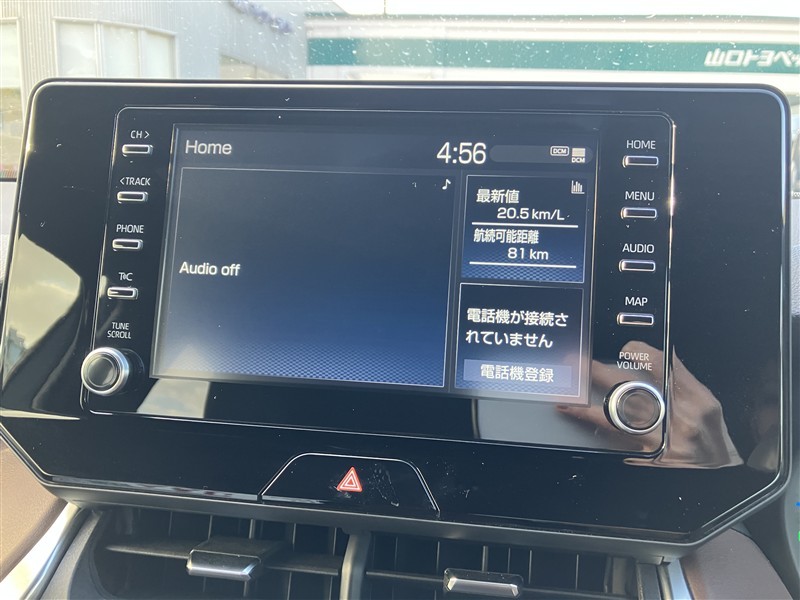 山口トヨペッ
CH >
< TRACK
PHONE
T&C
TUNE
SCROLL
Home
4:56
DCM
DCM
Audio off
最新値
20.5 km/L
航続可能距離
81 km
電話機が接続さ
れていません
電話機登録
HOME
MENU
AUDIO
MAP
POWER
VOLUME